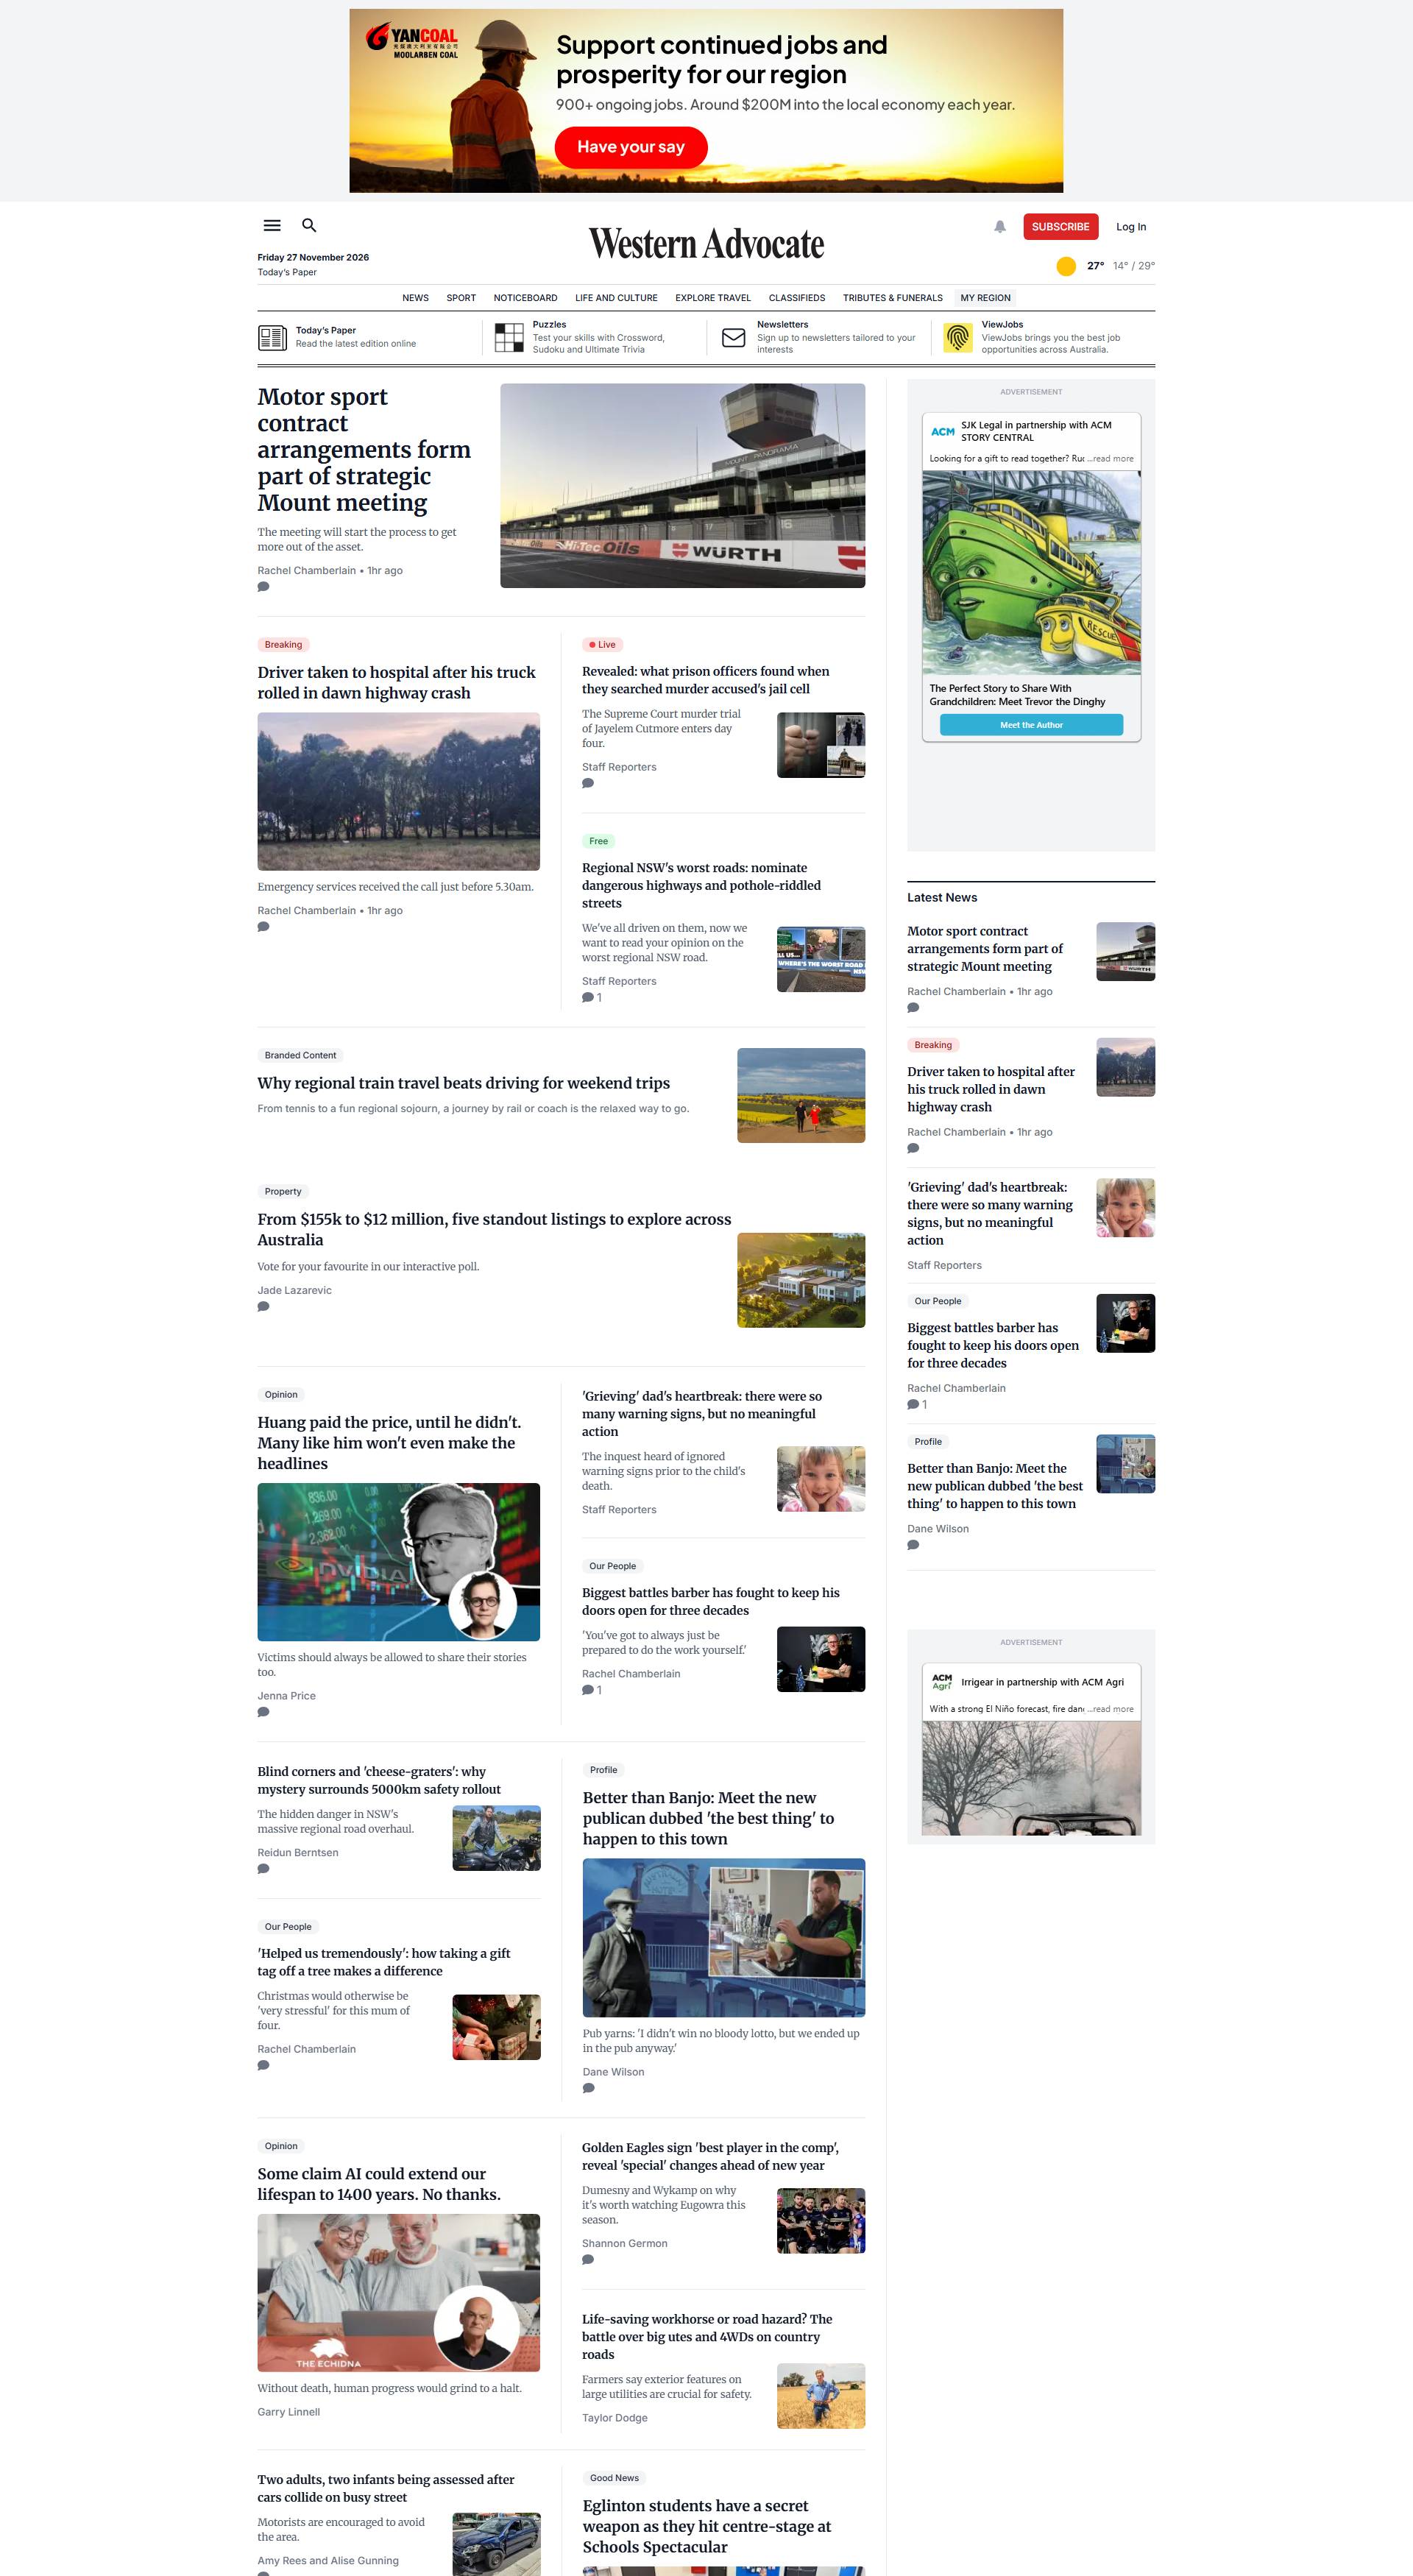 YANCOAL
MOOLARBEN COAL
Support continued jobs and
prosperity for our region
900+ ongoing jobs. Around $200M into the local economy each year.
Have your say
Western Advocate
SUBSCRIBE
Log In
Friday 27 November 2026
Today's Paper
27° 14° / 29°
NEWS SPORT NOTICEBOARD LIFE AND CULTURE EXPLORE TRAVEL CLASSIFIEDS TRIBUTES & FUNERALS MY REGION
Today's Paper
Read the latest edition online
Puzzles
Test your skills with Crossword,
Sudoku and Ultimate Trivia
Newsletters
Sign up to newsletters tailored to your
interests
ViewJobs
ViewJobs brings you the best job
opportunities across Australia.
Motor sport
contract
arrangements form
part of strategic
Mount meeting
The meeting will start the process to get
more out of the asset.
Rachel Chamberlain • 1hr ago
MOUNT PANORAMA
17
16
Hi-Tec Oils
WÜRTH
Breaking
Driver taken to hospital after his truck
rolled in dawn highway crash
Emergency services received the call just before 5.30am.
Rachel Chamberlain • 1hr ago
Live
Revealed: what prison officers found when
they searched murder accused's jail cell
The Supreme Court murder trial
of Jayelem Cutmore enters day
four.
Staff Reporters
Free
Regional NSW's worst roads: nominate
dangerous highways and pothole-riddled
streets
We've all driven on them, now we
want to read your opinion on the
worst regional NSW road.
Staff Reporters
1
LL US...
WHERE'S THE WORST ROAD
NSW
Branded Content
Why regional train travel beats driving for weekend trips
From tennis to a fun regional sojourn, a journey by rail or coach is the relaxed way to go.
Property
From $155k to $12 million, five standout listings to explore across
Australia
Vote for your favourite in our interactive poll.
Jade Lazarevic
Opinion
Huang paid the price, until he didn't.
Many like him won't even make the
headlines
836.00
1,269.00
2,362.00
NVIDIA
Victims should always be allowed to share their stories
too.
Jenna Price
'Grieving' dad's heartbreak: there were so
many warning signs, but no meaningful
action
The inquest heard of ignored
warning signs prior to the child's
death.
Staff Reporters
Our People
Biggest battles barber has fought to keep his
doors open for three decades
'You've got to always just be
prepared to do the work yourself.'
Rachel Chamberlain
1
Blind corners and 'cheese-graters': why
mystery surrounds 5000km safety rollout
The hidden danger in NSW's
massive regional road overhaul.
Reidun Berntsen
Our People
'Helped us tremendously': how taking a gift
tag off a tree makes a difference
Christmas would otherwise be
'very stressful' for this mum of
four.
Rachel Chamberlain
Profile
Better than Banjo: Meet the new
publican dubbed 'the best thing' to
happen to this town
Pub yarns: 'I didn't win no bloody lotto, but we ended up
in the pub anyway.'
Dane Wilson
Opinion
Some claim AI could extend our
lifespan to 1400 years. No thanks.
THE ECHIDNA
Without death, human progress would grind to a halt.
Garry Linnell
Golden Eagles sign 'best player in the comp',
reveal 'special' changes ahead of new year
Dumesny and Wykamp on why
it's worth watching Eugowra this
season.
Shannon Germon
Life-saving workhorse or road hazard? The
battle over big utes and 4WDs on country
roads
Farmers say exterior features on
large utilities are crucial for safety.
Taylor Dodge
Two adults, two infants being assessed after
cars collide on busy street
Motorists are encouraged to avoid
the area.
Amy Rees and Alise Gunning
Good News
Eglinton students have a secret
weapon as they hit centre-stage at
Schools Spectacular
ADVERTISEMENT
ACM
SJK Legal in partnership with ACM
STORY CENTRAL
Looking for a gift to read together? Ruc ...read more
RESCUE
The Perfect Story to Share With
Grandchildren: Meet Trevor the Dinghy
Meet the Author
Latest News
Motor sport contract
arrangements form part of
strategic Mount meeting
Rachel Chamberlain • 1hr ago
WÜRTH
Breaking
Driver taken to hospital after
his truck rolled in dawn
highway crash
Rachel Chamberlain • 1hr ago
'Grieving' dad's heartbreak:
there were so many warning
signs, but no meaningful
action
Staff Reporters
Our People
Biggest battles barber has
fought to keep his doors open
for three decades
Rachel Chamberlain
1
Profile
Better than Banjo: Meet the
new publican dubbed 'the best
thing' to happen to this town
Dane Wilson
ADVERTISEMENT
ACM
Agri
Irrigear in partnership with ACM Agri
With a strong El Niño forecast, fire dang ...read more